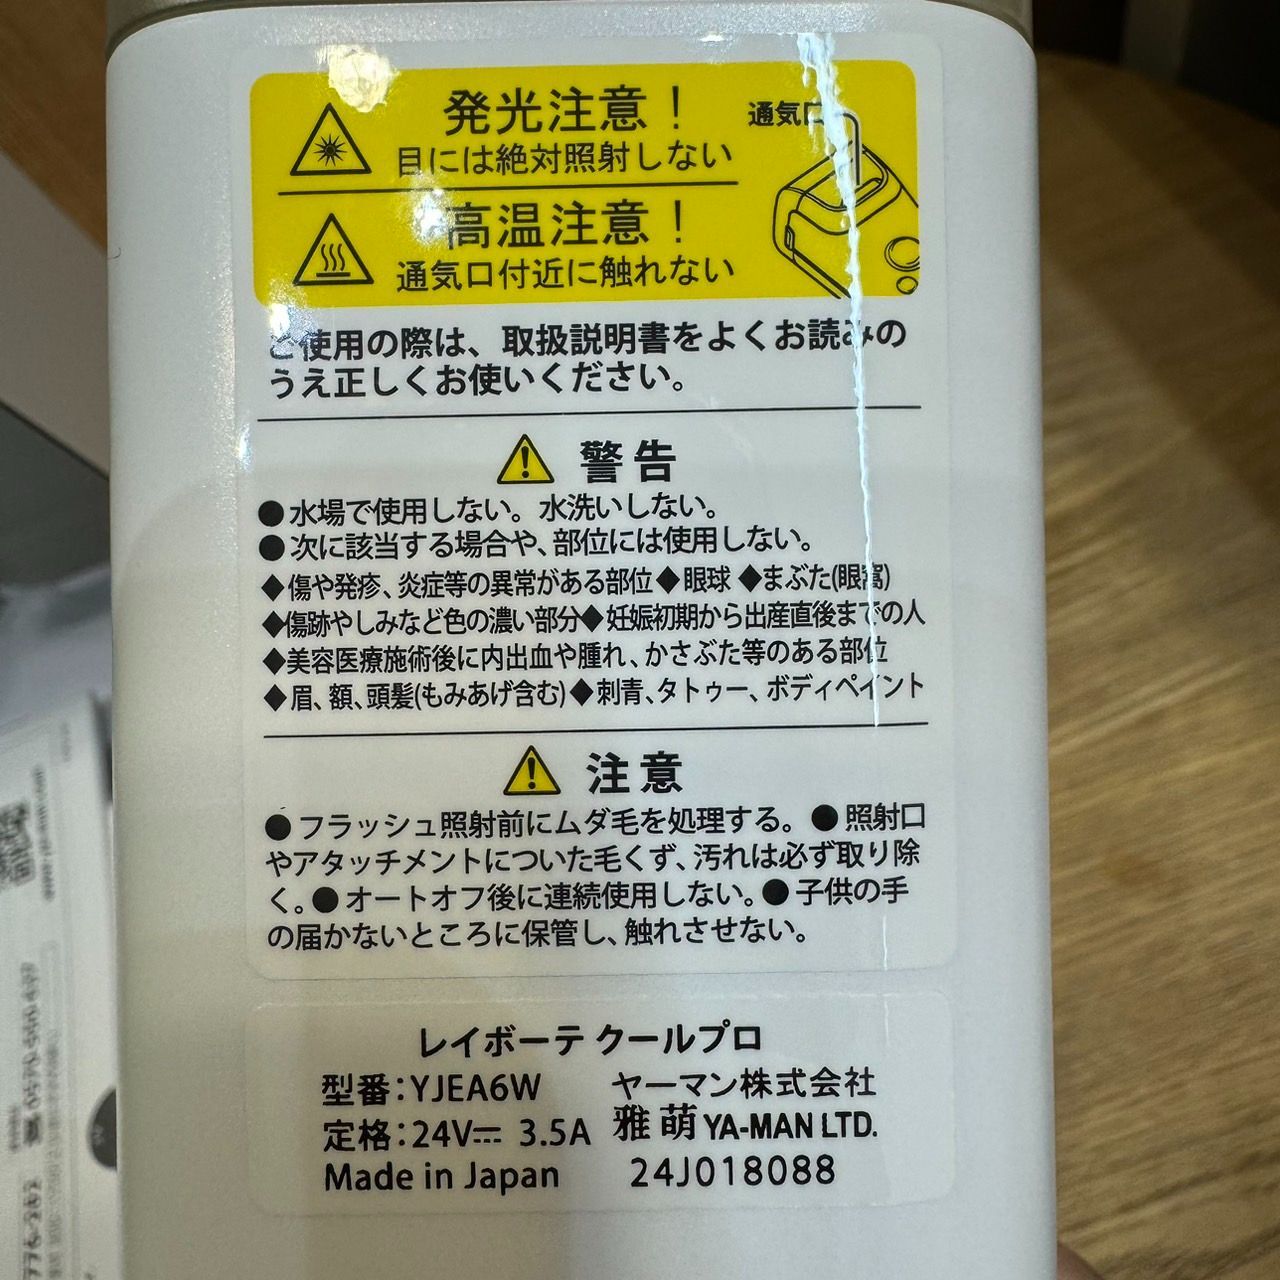 発光注意！
目には絶対照射しない
通気口
高温注意！
通気口付近に触れない
ご使用の際は、取扱説明書をよくお読みの
うえ正しくお使いください。
警告
●水場で使用しない。水洗いしない。
●次に該当する場合や、部位には使用しない。
◆傷や発疹、炎症等の異常がある部位◆眼球◆まぶた(眼窩)
◆傷跡やしみなど色の濃い部分◆妊娠初期から出産直後までの人
◆美容医療施術後に内出血や腫れ、かさぶた等のある部位
◆眉、額、頭髪(もみあげ含む)◆刺青、タトゥー、ボディペイント
注意
●フラッシュ照射前にムダ毛を処理する。●照射口
やアタッチメントについた毛くず、汚れは必ず取り除
く。●オートオフ後に連続使用しない。●子供の手
の届かないところに保管し、触れさせない。
レイボーテ クールプロ
型番：YJEA6W ヤーマン株式会社
定格：24V⎓ 3.5A 雅萌 YA-MAN LTD.
Made in Japan 24J018088